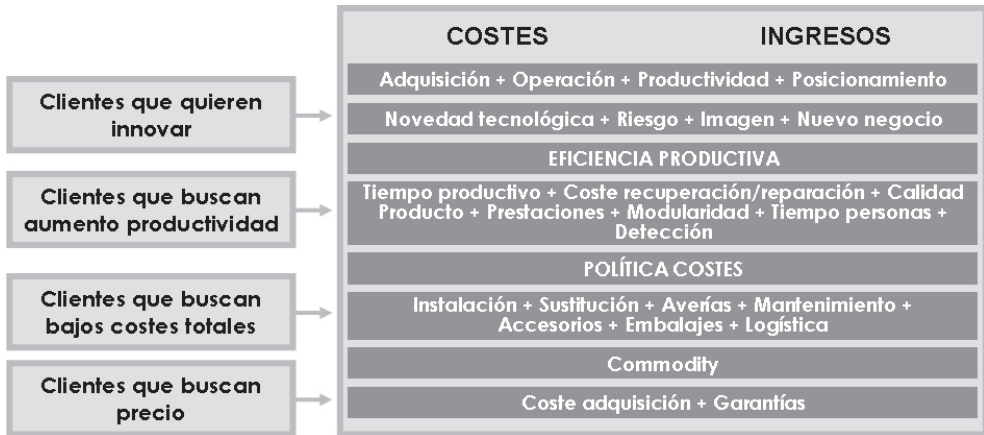 COSTES INGRESOS
Adquisición + Operación + Productividad + Posicionamiento
Clientes que quieren
innovar
Novedad tecnológica + Riesgo + Imagen + Nuevo negocio
EFICIENCIA PRODUCTIVA
Clientes que buscan
aumento productividad
Tiempo productivo + Coste recuperación/reparación + Calidad
Producto + Prestaciones + Modularidad + Tiempo personas +
Detección
POLÍTICA COSTES
Clientes que buscan
bajos costes totales
Instalación + Sustitución + Averías + Mantenimiento +
Accesorios + Embalajes + Logística
Commodity
Clientes que buscan
precio
Coste adquisición + Garantías